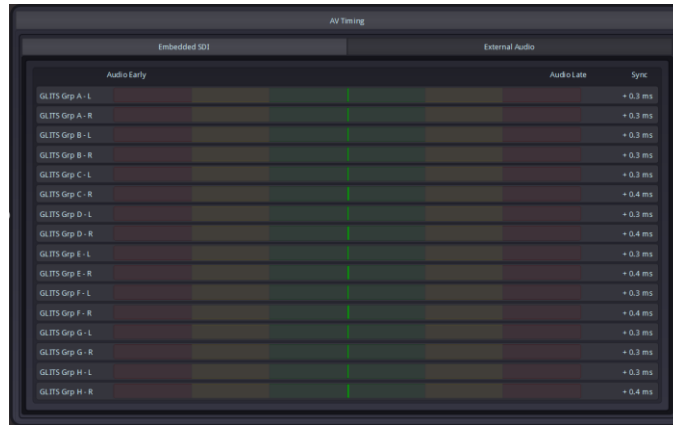 AV Timing
Embedded SDI External Audio
Audio Early Audio Late Sync
GLITS Grp A - L + 0.3 ms
GLITS Grp A - R + 0.3 ms
GLITS Grp B - L + 0.3 ms
GLITS Grp B - R + 0.3 ms
GLITS Grp C - L + 0.3 ms
GLITS Grp C - R + 0.4 ms
GLITS Grp D - L + 0.3 ms
GLITS Grp D - R + 0.4 ms
GLITS Grp E - L + 0.3 ms
GLITS Grp E - R + 0.4 ms
GLITS Grp F - L + 0.3 ms
GLITS Grp F - R + 0.4 ms
GLITS Grp G - L + 0.3 ms
GLITS Grp G - R + 0.3 ms
GLITS Grp H - L + 0.3 ms
GLITS Grp H - R + 0.4 ms